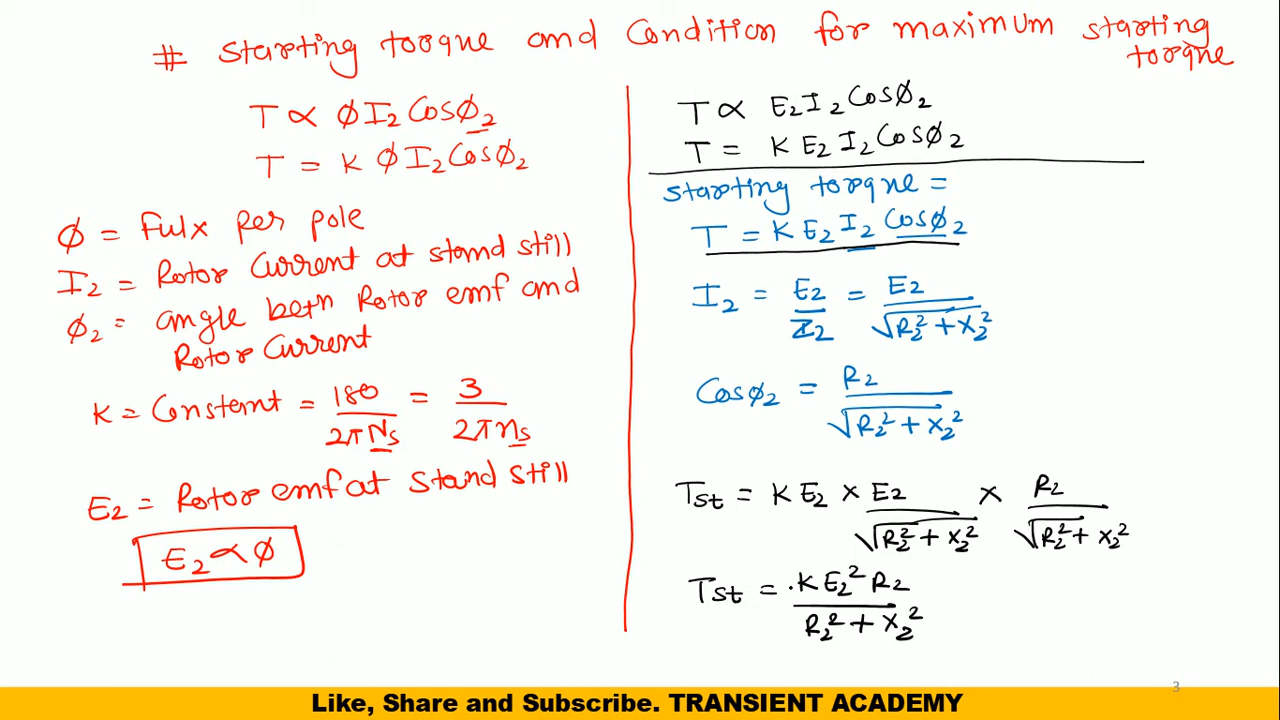 # Starting torque and Condition for maximum starting torque
T ∝ ϕ I₂ Cosϕ₂
T = K ϕ I₂ Cosϕ₂
ϕ = Fulx Per pole
I₂ = Rotor Current at stand still
ϕ₂ = angle betn Rotor emf and
Rotor Current
K = Constant = 180/2πNs = 3/2πns
E₂ = Rotor emf at Stand still
E₂ ∝ ϕ
T ∝ E₂ I₂ Cosϕ₂
T = K E₂ I₂ Cosϕ₂
Starting torque =
T = K E₂ I₂ Cosϕ₂
I₂ = E₂/Z₂ = E₂/√(R₂² + X₂²)
Cosϕ₂ = R₂/√(R₂² + X₂²)
Tst = K E₂ × E₂/√(R₂² + X₂²) × R₂/√(R₂² + X₂²)
Tst = K E₂² R₂/(R₂² + X₂²)
3
Like, Share and Subscribe. TRANSIENT ACADEMY